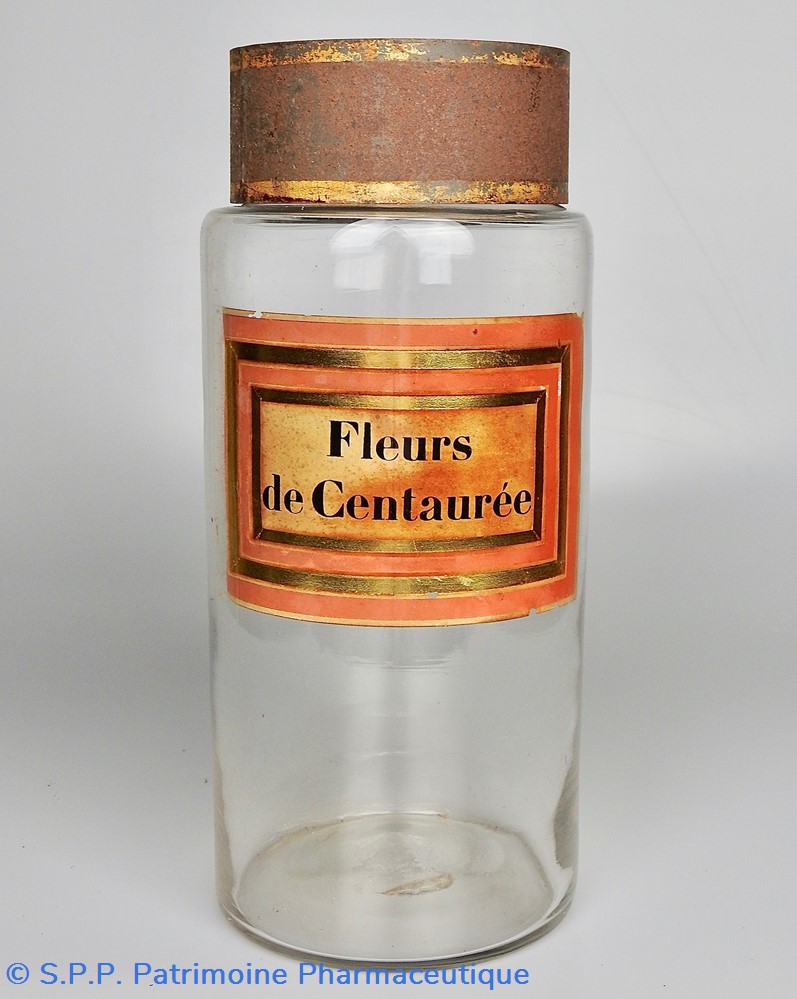 Fleurs
de Centaurée
© S.P.P. Patrimoine Pharmaceutique